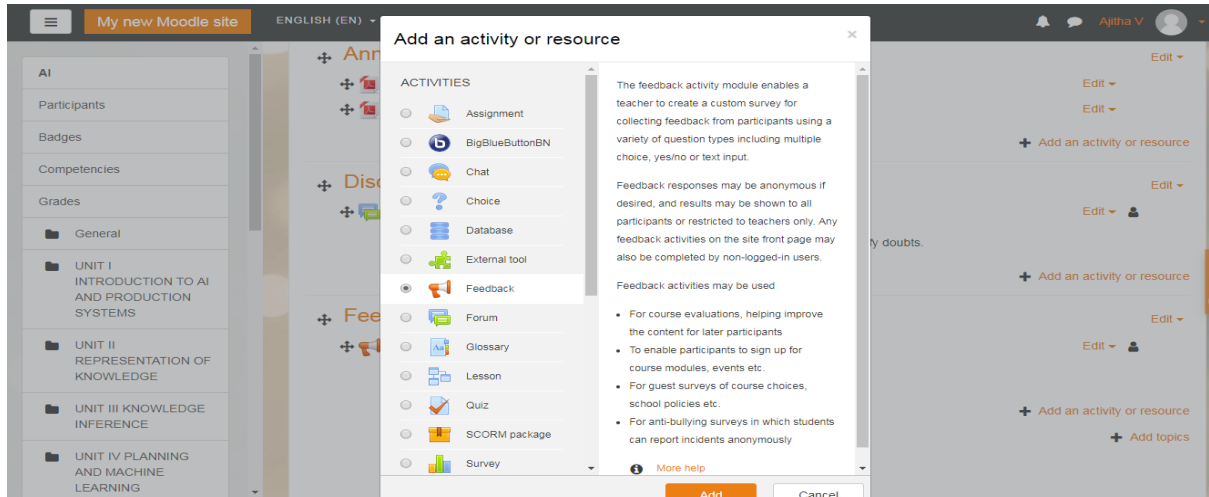 My new Moodle site
ENGLISH (EN)
Ajitha V
AI
Participants
Badges
Competencies
Grades
General
UNIT I
INTRODUCTION TO AI
AND PRODUCTION
SYSTEMS
UNIT II
REPRESENTATION OF
KNOWLEDGE
UNIT III KNOWLEDGE
INFERENCE
UNIT IV PLANNING
AND MACHINE
LEARNING
Ann
Edit
Edit
Edit
Add an activity or resource
Disc
Edit
Edit
fy doubts.
Add an activity or resource
Fee
Edit
Edit
Add an activity or resource
Add topics
Add an activity or resource
×
ACTIVITIES
Assignment
BigBlueButtonBN
Chat
Choice
Database
External tool
Feedback
Forum
Glossary
Lesson
Quiz
SCORM package
Survey
The feedback activity module enables a
teacher to create a custom survey for
collecting feedback from participants using a
variety of question types including multiple
choice, yes/no or text input.
Feedback responses may be anonymous if
desired, and results may be shown to all
participants or restricted to teachers only. Any
feedback activities on the site front page may
also be completed by non-logged-in users.
Feedback activities may be used
• For course evaluations, helping improve
the content for later participants
• To enable participants to sign up for
course modules, events etc.
• For guest surveys of course choices,
school policies etc.
• For anti-bullying surveys in which students
can report incidents anonymously
More help
Add
Cancel